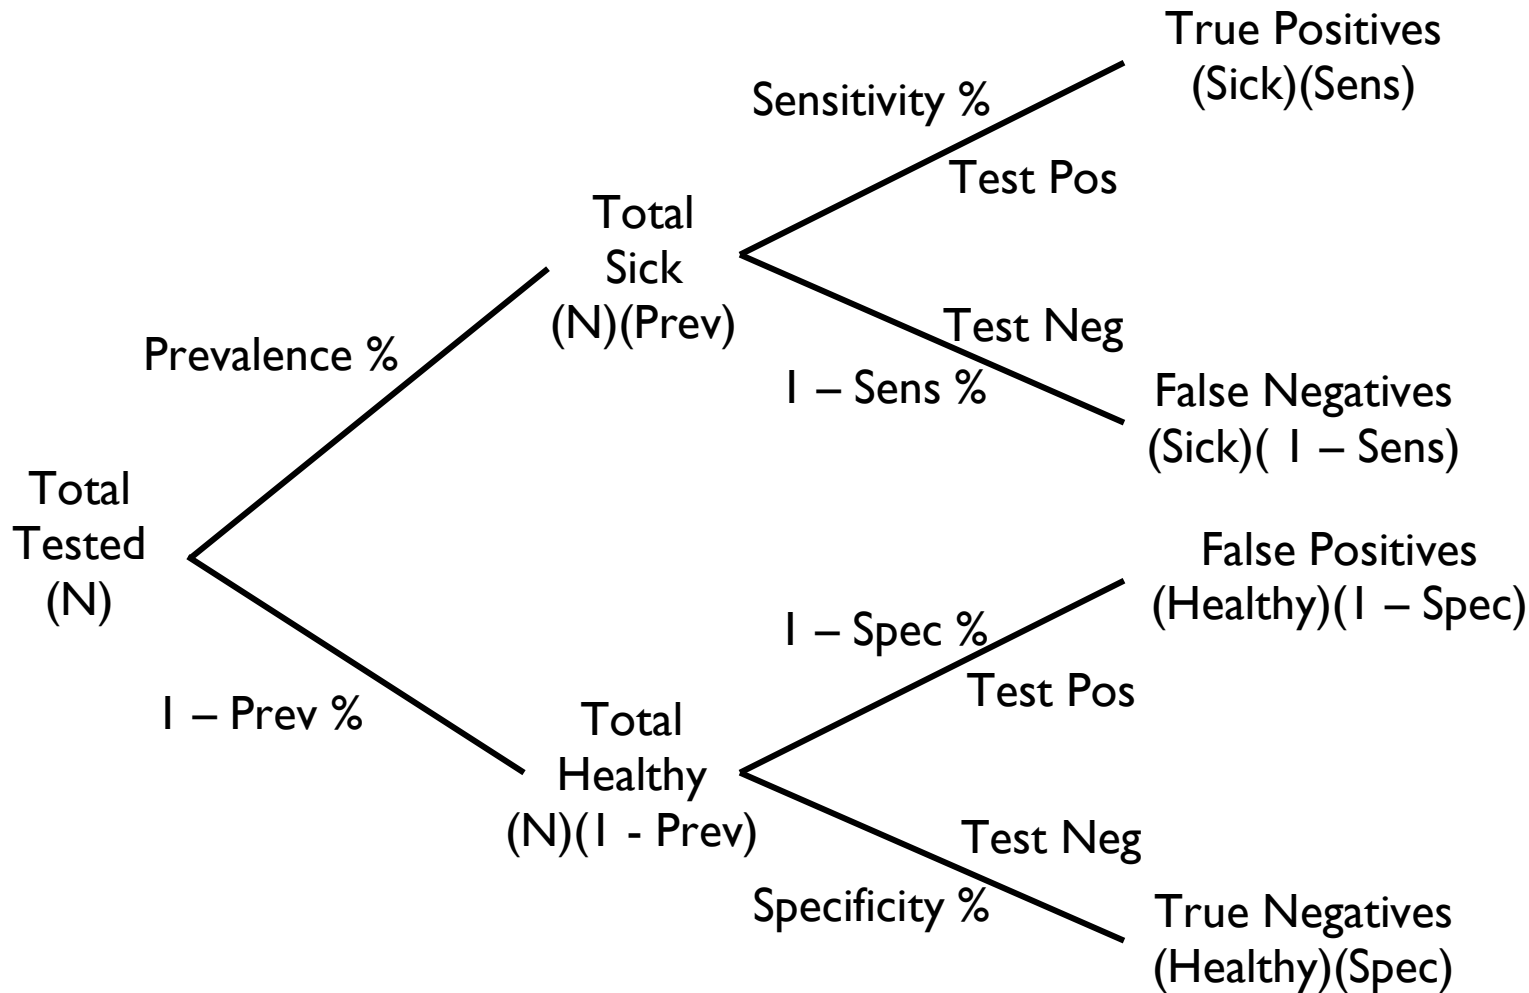 True Positives
(Sick)(Sens)
Sensitivity %
Test Pos
Total
Sick
(N)(Prev)
Test Neg
1 – Sens %
False Negatives
(Sick)( 1 – Sens)
Prevalence %
Total
Tested
(N)
False Positives
(Healthy)(1 – Spec)
1 – Spec %
Test Pos
1 – Prev %
Total
Healthy
(N)(1 - Prev)
Test Neg
Specificity %
True Negatives
(Healthy)(Spec)